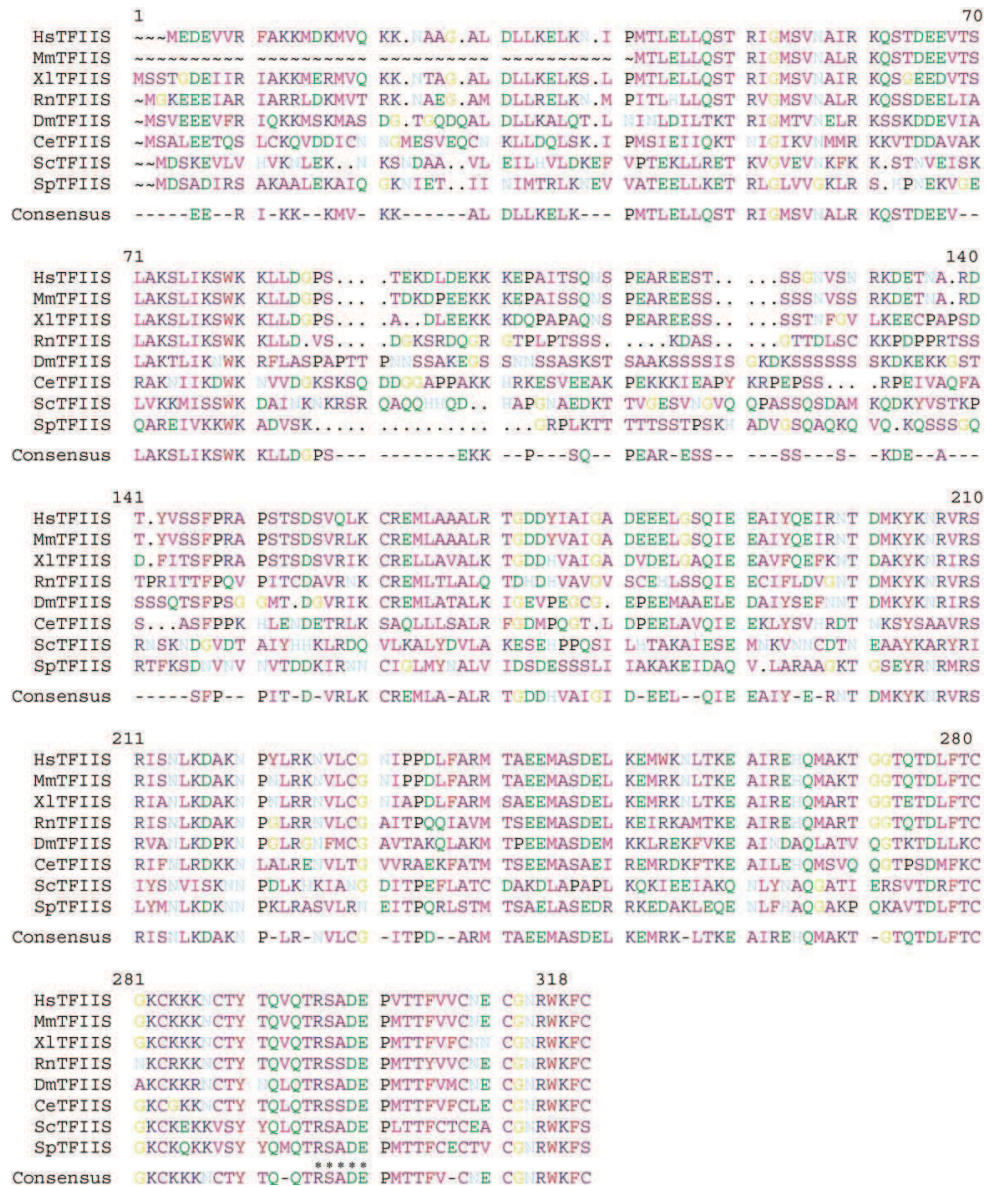 1 70
HsTFIIS ~~~MEDEVVR FAKKMDKMVQ KK.NAAG.AL DLLKELKN.I PMTLELLQST RIGMSVNAIR KQSTDEEVTS
MmTFIIS ~~~~~~~~~~ ~~~~~~~~~~ ~~~~~~~~~~ ~~~~~~~~~~ ~MTLELLQST RIGMSVNAIR KQSTDEEVTS
XlTFIIS MSSTGDEIIR IAKKMERMVQ KK.NTAG.AL DLLKELKS.L PMTLELLQST RIGMSVNAIR KQSGEEDVTS
RnTFIIS ~MGKEEEIAR IARRLDKMVT RK.NAEG.AM DLLRELKN.M PITLHLLQST RVGMSVNALR KQSSDEELIA
DmTFIIS ~MSVEEEVFR IQKKMSKMAS DG.TGQDQAL DLLKALQT.L NINLDILTKT RIGMTVNELR KSSKDDEVIA
CeTFIIS ~MSALEETQS LCKQVDDICN NGMESVEQCN KLLDQLSK.I PMSIEIIQKT NGIKVNMMR KKVTDDAVAK
ScTFIIS ~~MDSKEVLV HVKNLEK..N KSNDAA..VL EILHVLDKEF VPTEKLLRET KVGVEVNKFK K.STNVEISK
SpTFIIS ~~MDSADIRS AKAALEKAIQ GKNIET..II NIMTRLKNEV VATEELLKET RLGLVVGKLR S.HPNEKVGE
Consensus -----EE--R I-KK--KMV- KK------AL DLLKELK--- PMTLELLQST RIGMSVNALR KQSTDEEV--
71 140
HsTFIIS LAKSLIKSWK KLLDGPS... .TEKDLDEKK KEPAITSQNS PEAREEST.. ...SSGNVSN RKDETNA.RD
MmTFIIS LAKSLIKSWK KLLDGPS... .TDKDPEEKK KEPAISSQNS PEAREESS.. ...SSSNVSS RKDETNA.RD
XlTFIIS LAKSLIKSWK KLLDGPS... .A..DLEEKK KDQPAPAQNS PEAREESS.. ...SSTNFGV LKEECPAPSD
RnTFIIS LAKSLIKSWK KLLD.VS... .DGKSRDQGR GTPLPTSSS. ...KDAS... ...GTTDLSC KKPDPPRTSS
DmTFIIS LAKTLIKNWK RFLASPAPTT PNNSSAKEGS SNNSSASKST SAAKSSSSIS GKDKSSSSSS SKDKEKKGST
CeTFIIS RAKNIIKDWK NVVDGKSKSQ DDGGAPPAKK HRKESVEEAK PEKKKIEAPY KRPEPSS... .RPEIVAQFA
ScTFIIS LVKKMISSWK DAINKNKRSR QAQQHHQD.. HAPGNAEDKT TVGESVNGVQ QPASSQSDAM KQDKYVSTKP
SpTFIIS QAREIVKKWK ADVSK..... .......... ...GRPLKTT TTTSSTPSKH ADVGSQAQKQ VQ.KQSSSGQ
Consensus LAKSLIKSWK KLLDGPS--- -------EKK --P---SQ-- PEAR-ESS-- ---SS---S- -KDE--A---
141 210
HsTFIIS T.YVSSFPRA PSTSDSVQLK CREMLAAALR TGDDYIAIGA DEEELGSQIE EAIYQEIRNT DMKYKNRVRS
MmTFIIS T.YVSSFPRA PSTSDSVRLK CREMLAAALR TGDDYVAIGA DEEELGSQIE EAIYQEIRNT DMKYKNRVRS
XlTFIIS D.FITSFPRA PSTSDSVRIK CRELLAVALK TGDDHVAIGA DVDELGAQIE EAVFQEFKNT DAKYKNRIRS
RnTFIIS TPRITTFPQV PITCDAVRNK CREMLTLALQ TDHDHVAVGV SCEHLSSQIE ECIFLDVGNT DMKYKNRVRS
DmTFIIS SSSQTSFPSG GMT.DGVRIK CREMLATALK IGEVPEGCG. EPEEMAAELE DAIYSEFNNT DMKYKNRIRS
CeTFIIS S...ASFPPK HLENDETRLK SAQLLLSALR FGDMPQGT.L DPEELAVQIE EKLYSVHRDT NKSYSAAVRS
ScTFIIS RNSKNDGVDT AIYHHKLRDQ VLKALYDVLA KESEHPPQSI LHTAKAIESE MNKVNNCDTN EAAYKARYRI
SpTFIIS RTFKSDNVNV NVTDDKIRNN CIGLMYNALV IDSDESSSLI IAKAKEIDAQ V.LARAAGKT GSEYRNRMRS
Consensus -----SFP-- PIT-D-VRLK CREMLA-ALR TGDDHVAIGI D-EEL--QIE EAIY-E-RNT DMKYKNRVRS
211 280
HsTFIIS RISNLKDAKN PYLRKNVLCG NIPPDLFARM TAEEMASDEL KEMWKNLTKE AIREHQMAKT GGTQTDLFTC
MmTFIIS RISNLKDAKN PNLRKNVLCG NIPPDLFARM TAEEMASDEL KEMRKNLTKE AIREHQMAKT GGTQTDLFTC
XlTFIIS RIANLKDAKN PNLRRNVLCG NIAPDLFARM SAEEMASDEL KEMRKNLTKE AIREHQMART GGTETDLFTC
RnTFIIS RISNLKDAKN PGLRRNVLCG AITPQQIAVM TSEEMASDEL KEIRKAMTKE AIREHQMART GGTQTDLFTC
DmTFIIS RVANLKDPKN PGLRGNFMCG AVTAKQLAKM TPEEMASDEM KKLREKFVKE AINDAQLATV QGTKTDLLKC
CeTFIIS RIFNLRDKKN LALRENVLTG VVRAEKFATM TSEEMASAEI REMRDKFTKE AILEHQMSVQ QGTPSDMFKC
ScTFIIS IYSNVISKNN PDLKHKIANG DITPEFLATC DAKDLAPAPL KQKIEEIAKQ NLYNAQGATI ERSVTDRFTC
SpTFIIS LYMNLKDKNN PKLRASVLRN EITPQRLSTM TSAELASEDR RKEDAKLEQE NLFHAQGAKP QKAVTDLFTC
Consensus RISNLKDAKN P-LR-NVLCG -ITPD--ARM TAEEMASDEL KEMRK-LTKE AIREHQMAKT -GTQTDLFTC
281 318
HsTFIIS GKCKKKNCTY TQVQTRSADE PVTTFVVCNE CGNRWKFC
MmTFIIS GKCKKKNCTY TQVQTRSADE PMTTFVVCNE CGNRWKFC
XlTFIIS GKCKKKNCTY TQVQTRSADE PMTTFVFCNN CGNRWKFC
RnTFIIS NKCRKKNCTY TQVQTRSSDE PMTTYVVCNE CGNRWKFC
DmTFIIS AKCKKRNCTY NQLQTRSADE PMTTFVMCNE CGNRWKFC
CeTFIIS GKCGKKNCTY TQLQTRSSDE PMTTFVFCLE CGNRWKFC
ScTFIIS GKCKEKKVSY YQLQTRSADE PLTTFCTCEA CGNRWKFS
SpTFIIS GKCKQKKVSY YQMQTRSADE PMTTFCECTVC GNRWKFS
*****
Consensus GKCKKKNCTY TQ-QTRSADE PMTTFV-CNE CGNRWKFC